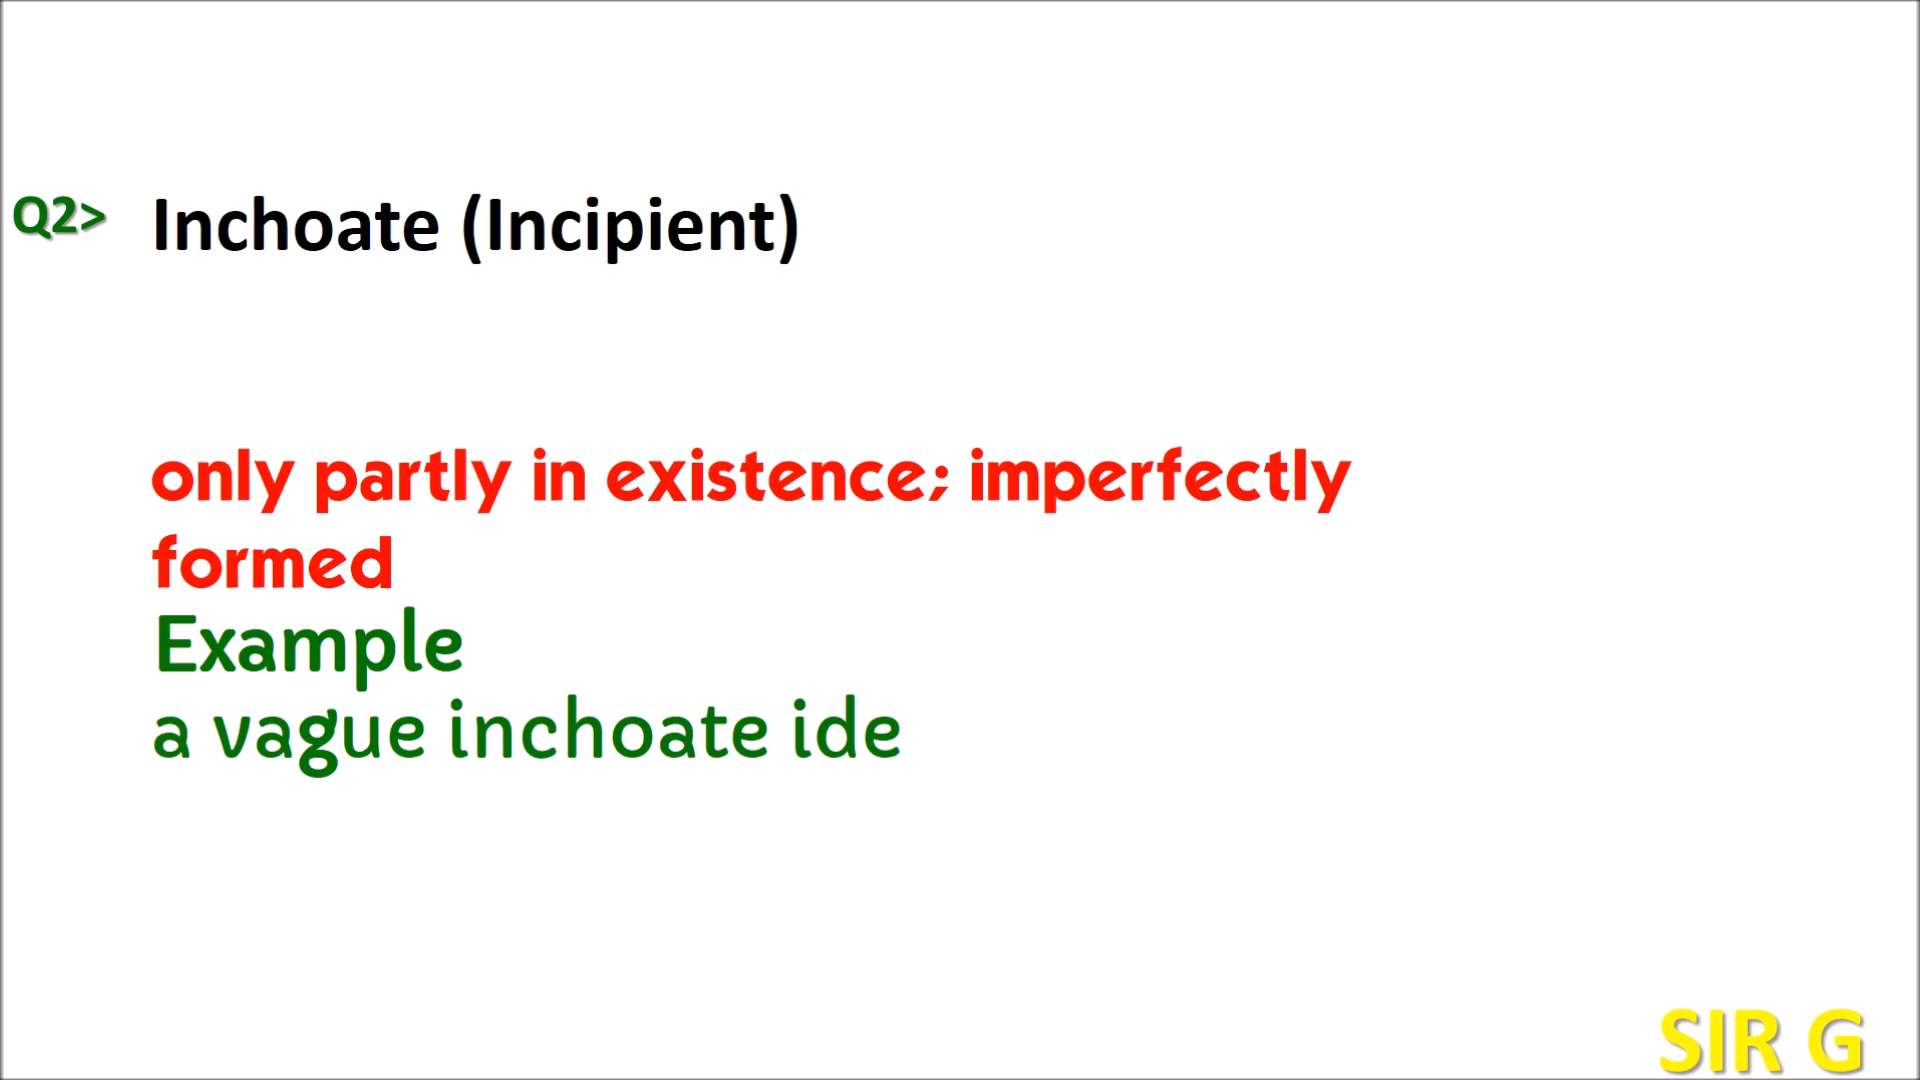 Q2> Inchoate (Incipient)
only partly in existence; imperfectly
formed
Example
a vague inchoate ide
SIR G